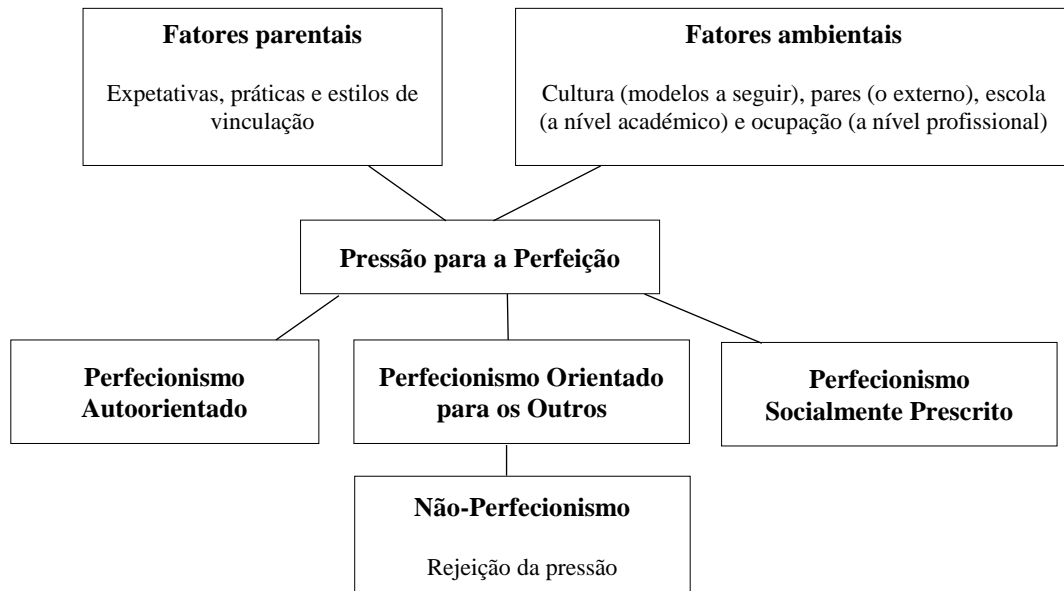 Fatores parentais
Expetativas, práticas e estilos de
vinculação
Fatores ambientais
Cultura (modelos a seguir), pares (o externo), escola
(a nível académico) e ocupação (a nível profissional)
Pressão para a Perfeição
Perfecionismo
Autoorientado
Perfecionismo Orientado
para os Outros
Perfecionismo
Socialmente Prescrito
Não-Perfecionismo
Rejeição da pressão